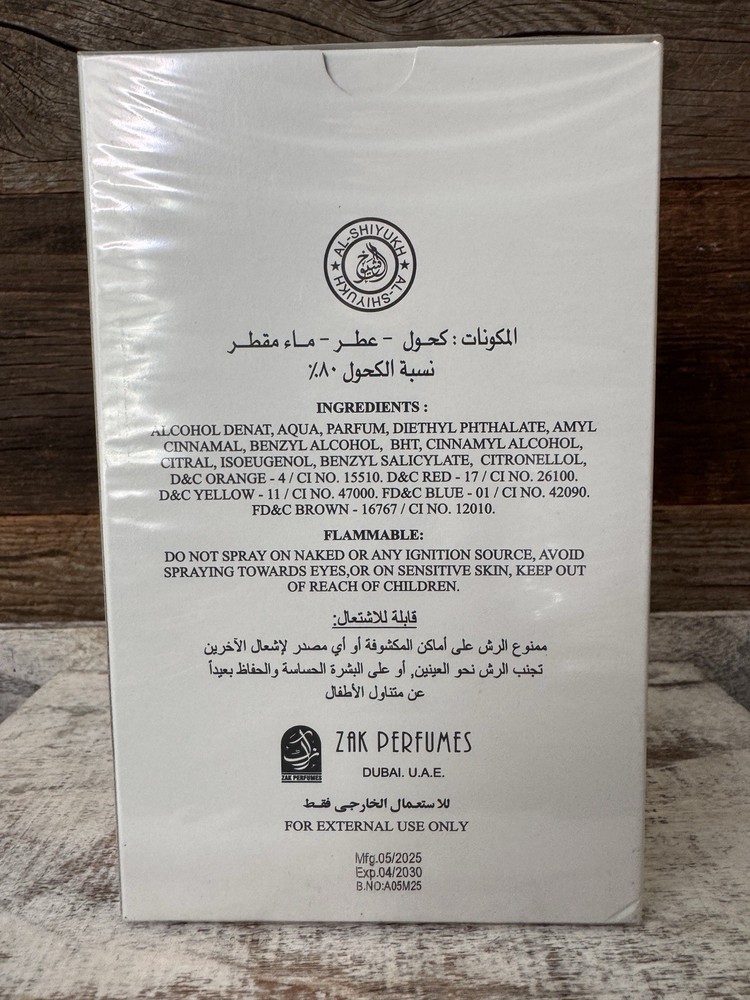 AL-SHIYUKH
الشيوخ
AL-SHIYUKH
المكونات : كحول - عطر - ماء مقطر
نسبة الكحول ٨٠٪
INGREDIENTS :
ALCOHOL DENAT, AQUA, PARFUM, DIETHYL PHTHALATE, AMYL
CINNAMAL, BENZYL ALCOHOL, BHT, CINNAMYL ALCOHOL,
CITRAL, ISOEUGENOL, BENZYL SALICYLATE, CITRONELLOL,
D&C ORANGE - 4 / CI NO. 15510. D&C RED - 17 / CI NO. 26100.
D&C YELLOW - 11 / CI NO. 47000. FD&C BLUE - 01 / CI NO. 42090.
FD&C BROWN - 16767 / CI NO. 12010.
FLAMMABLE:
DO NOT SPRAY ON NAKED OR ANY IGNITION SOURCE, AVOID
SPRAYING TOWARDS EYES,OR ON SENSITIVE SKIN, KEEP OUT
OF REACH OF CHILDREN.
قابلة للاشتعال:
ممنوع الرش على أماكن المكشوفة أو أي مصدر لإشعال الآخرين
تجنب الرش نحو العينين, أو على البشرة الحساسة والحفاظ بعيداً
عن متناول الأطفال
ZAK PERFUMES
ZAK PERFUMES
DUBAI. U.A.E.
للاستعمال الخارجى فقط
FOR EXTERNAL USE ONLY
Mfg.05/2025
Exp.04/2030
B.NO:A05M25